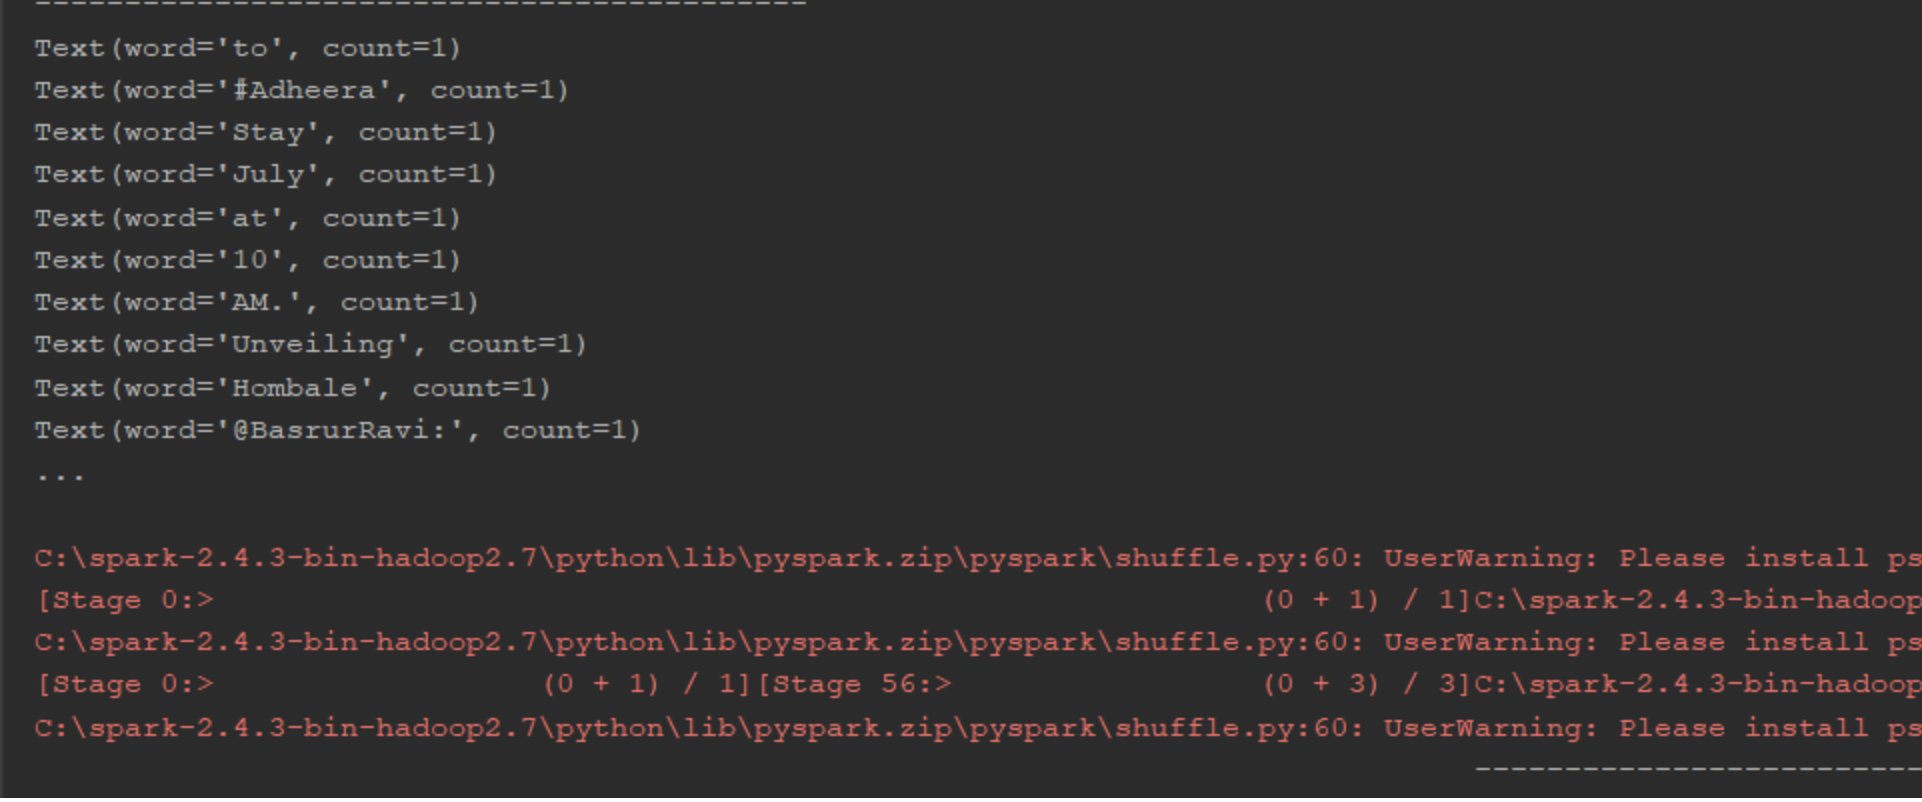 -------------------------------------------
Text(word='to', count=1)
Text(word='#Adheera', count=1)
Text(word='Stay', count=1)
Text(word='July', count=1)
Text(word='at', count=1)
Text(word='10', count=1)
Text(word='AM.', count=1)
Text(word='Unveiling', count=1)
Text(word='Hombale', count=1)
Text(word='@BasrurRavi:', count=1)
...
C:\spark-2.4.3-bin-hadoop2.7\python\lib\pyspark.zip\pyspark\shuffle.py:60: UserWarning: Please install ps
[Stage 0:>                                                          (0 + 1) / 1]C:\spark-2.4.3-bin-hadoop
C:\spark-2.4.3-bin-hadoop2.7\python\lib\pyspark.zip\pyspark\shuffle.py:60: UserWarning: Please install ps
[Stage 0:>                  (0 + 1) / 1][Stage 56:>                 (0 + 3) / 3]C:\spark-2.4.3-bin-hadoop
C:\spark-2.4.3-bin-hadoop2.7\python\lib\pyspark.zip\pyspark\shuffle.py:60: UserWarning: Please install ps
-------------------------